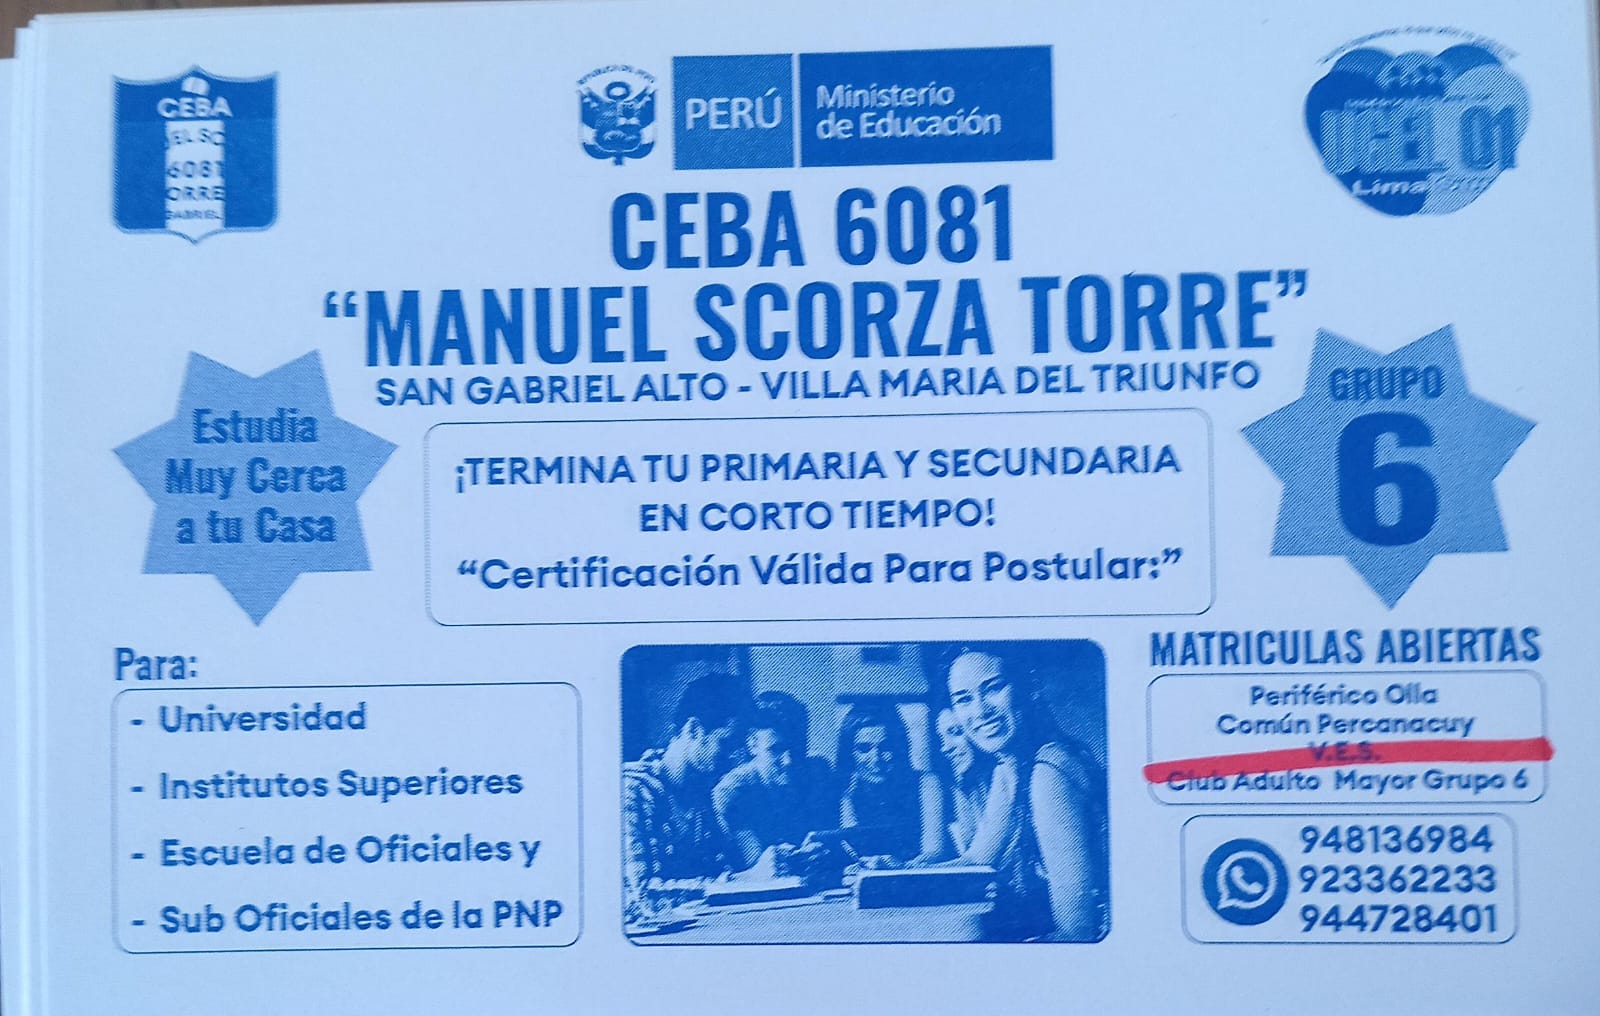 CEBA
6081
PERÚ
Ministerio
de Educación
UGEL 01
CEBA 6081
“MANUEL SCORZA TORRE”
SAN GABRIEL ALTO - VILLA MARIA DEL TRIUNFO
Estudia
Muy Cerca
a tu Casa
¡TERMINA TU PRIMARIA Y SECUNDARIA
EN CORTO TIEMPO!
“Certificación Válida Para Postular:”
GRUPO
6
Para:
- Universidad
- Institutos Superiores
- Escuela de Oficiales y
- Sub Oficiales de la PNP
MATRICULAS ABIERTAS
Periférico Olla
Común Percanacuy
V.E.S.
Club Adulto Mayor Grupo 6
948136984
923362233
944728401